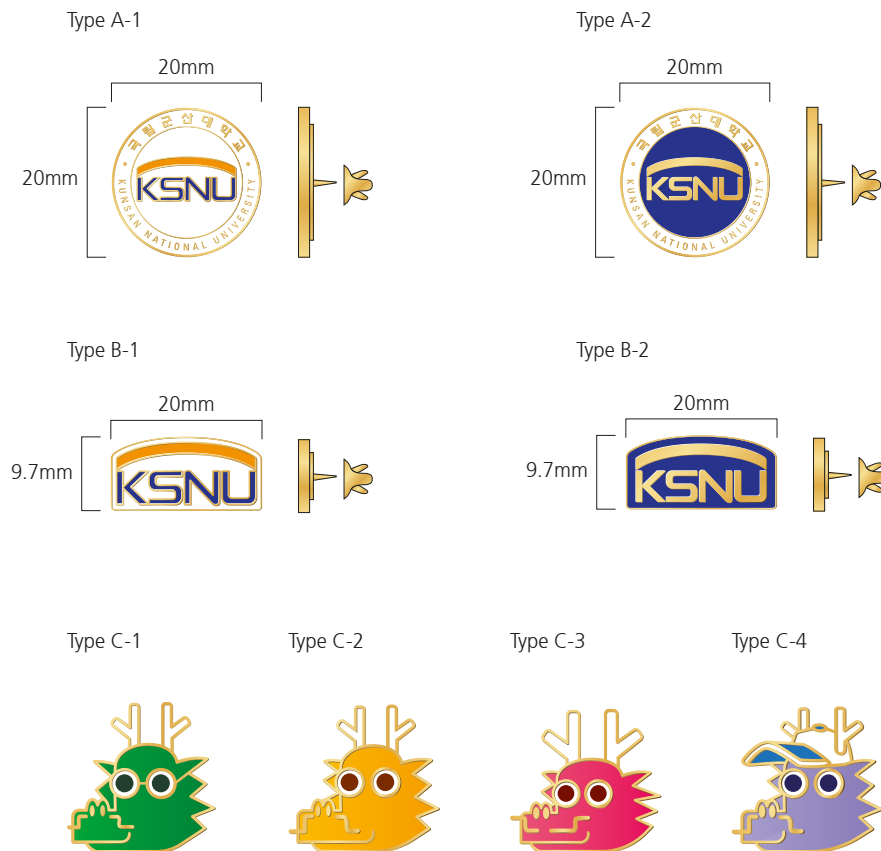 Type A-1
Type A-2
20mm
20mm
20mm
20mm
국립군산대학교
KSNU
KUNSAN NATIONAL UNIVERSITY
국립군산대학교
KSNU
KUNSAN NATIONAL UNIVERSITY
Type B-1
Type B-2
20mm
20mm
9.7mm
9.7mm
KSNU
KSNU
Type C-1
Type C-2
Type C-3
Type C-4